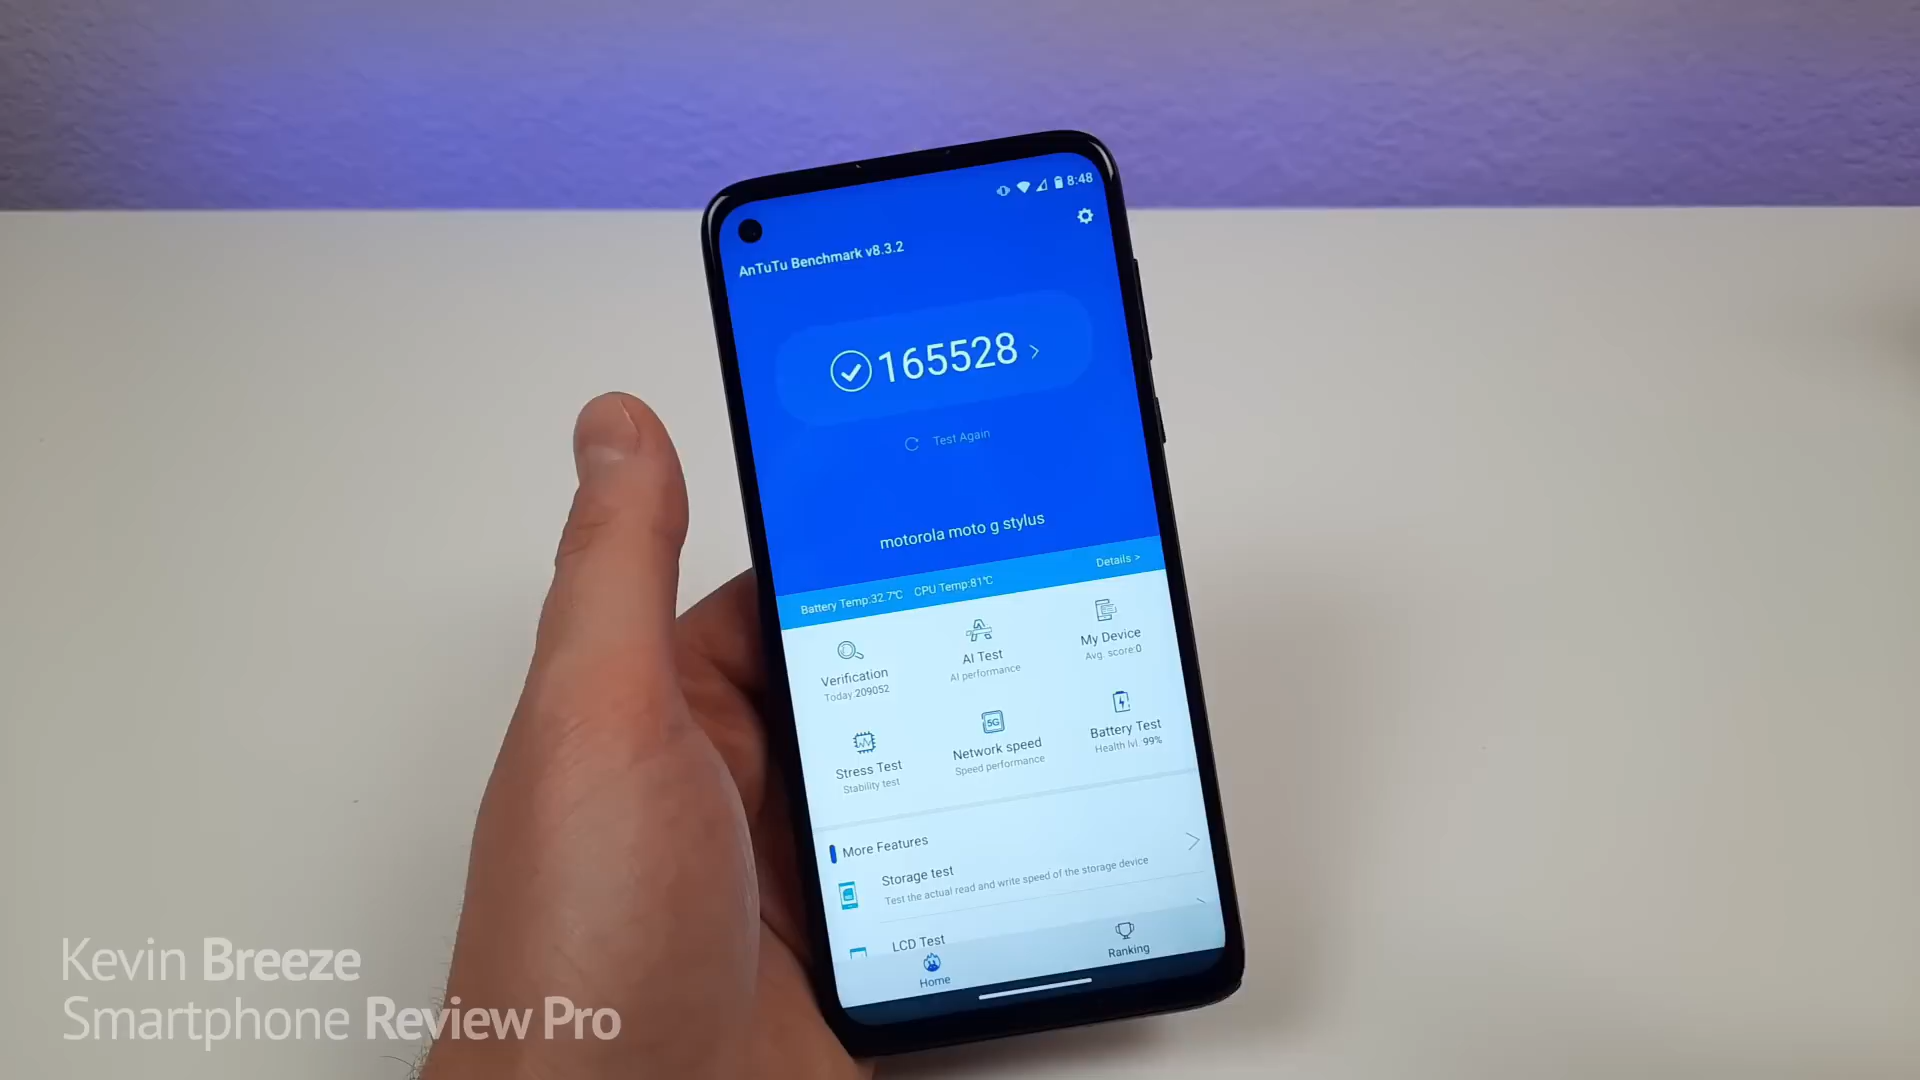 8:48
AnTuTu Benchmark v8.3.2
165528
Test Again
motorola moto g stylus
Battery Temp:32.7℃ CPU Temp:81℃ Details >
Verification
Today:209052
AI Test
AI performance
My Device
Avg. score:0
Stress Test
Stability test
5G
Network speed
Speed performance
Battery Test
Health lvl. 99%
More Features
Storage test
Test the actual read and write speed of the storage device
LCD Test
Home
Ranking
Kevin Breeze
Smartphone Review Pro